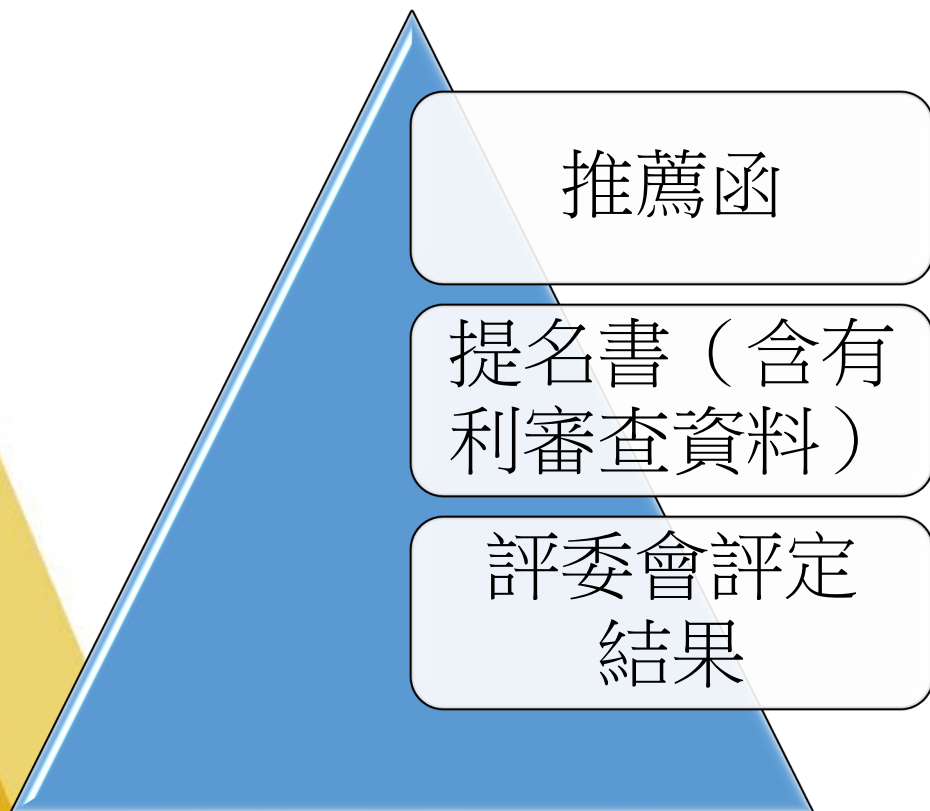 推薦函
提名書（含有
利審查資料）
評委會評定
結果